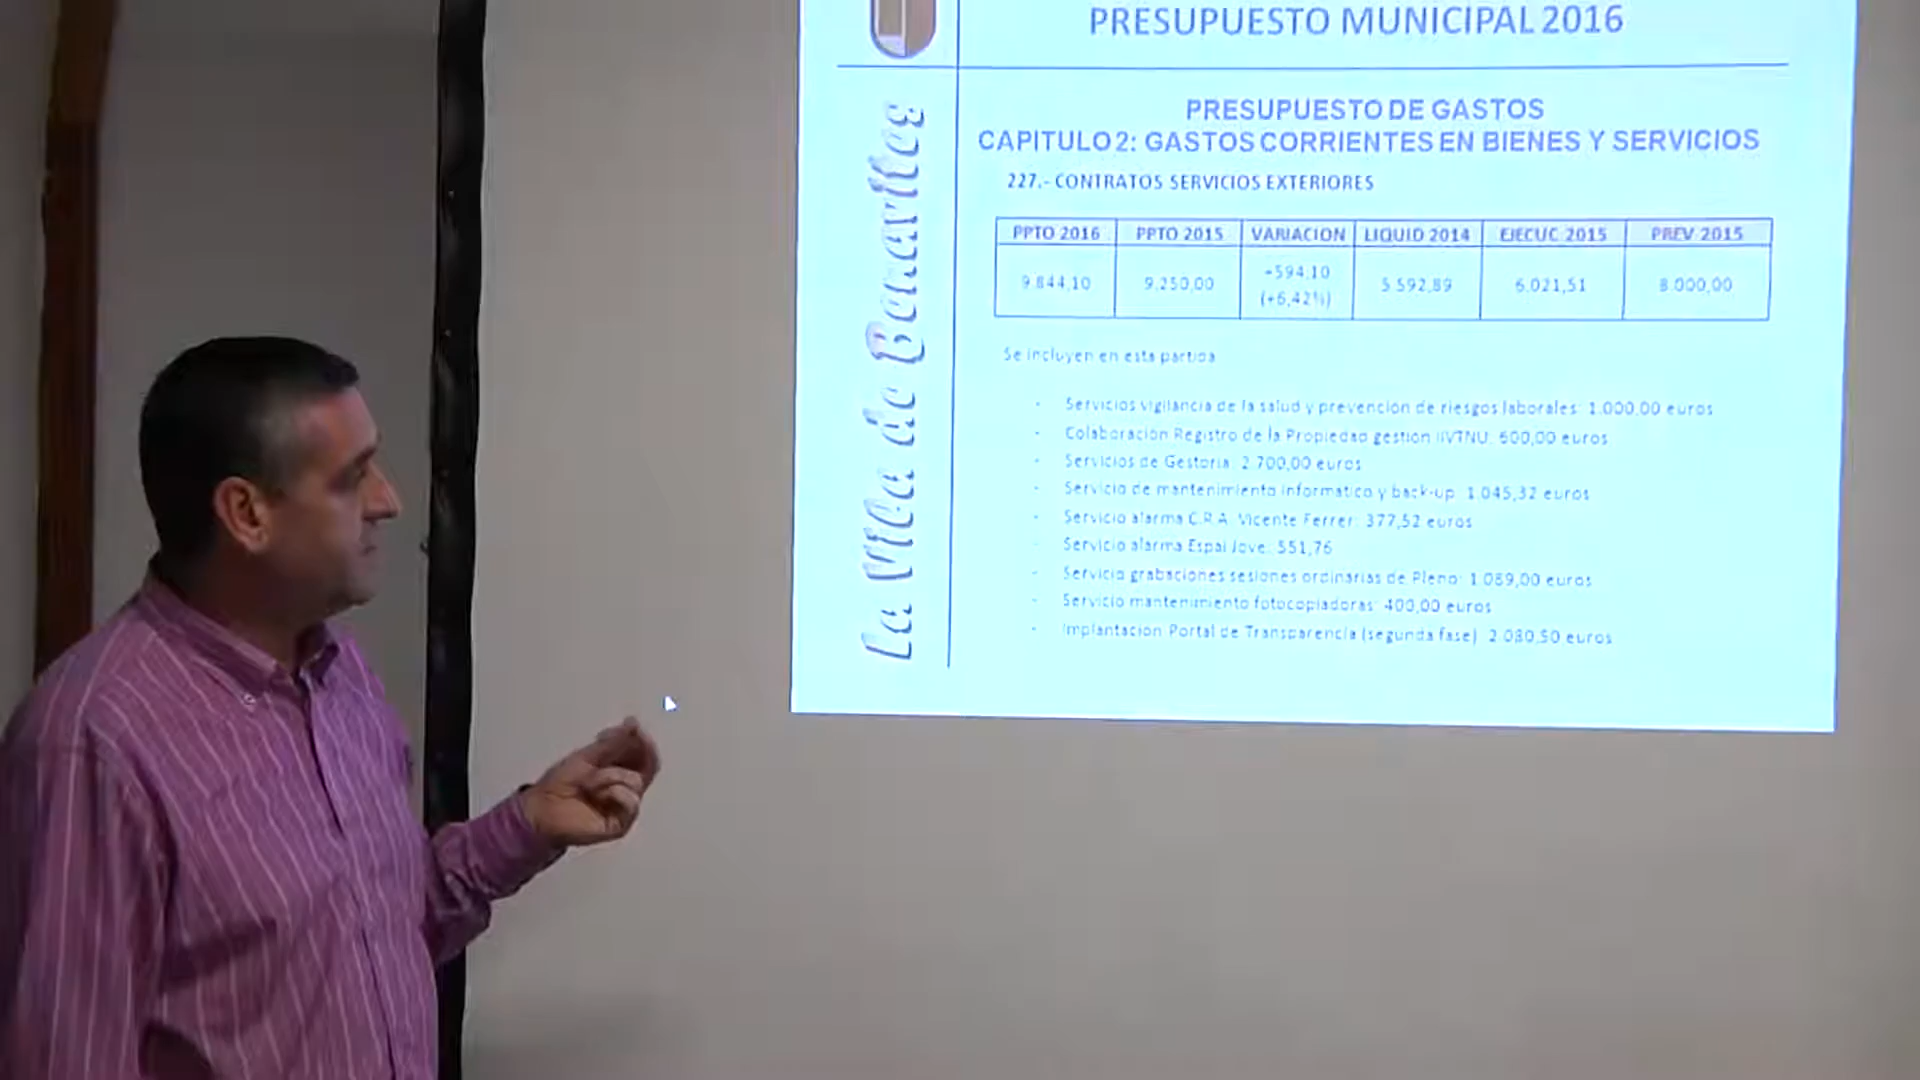 PRESUPUESTO MUNICIPAL 2016
La Vila de Benavites
PRESUPUESTO DE GASTOS
CAPITULO 2: GASTOS CORRIENTES EN BIENES Y SERVICIOS
227.- CONTRATOS SERVICIOS EXTERIORES
PPTO 2016 PPTO 2015 VARIACION LIQUID 2014 EJECUC 2015 PREV 2015
9.844,10 9.250,00 +594,10 (+6,42%) 5.592,89 6.021,51 8.000,00
Se incluyen en esta partida
- Servicios vigilancia de la salud y prevención de riesgos laborales: 1.000,00 euros
- Colaboración Registro de la Propiedad gestión IIVTNU: 600,00 euros
- Servicios de Gestoria: 2.700,00 euros
- Servicio de mantenimiento informatico y back-up: 1.045,32 euros
- Servicio alarma C.R.A. Vicente Ferrer: 377,52 euros
- Servicio alarma Espai Jove: 551,76
- Servicio grabaciones sesiones ordinarias de Pleno: 1.089,00 euros
- Servicio mantenimiento fotocopiadoras: 400,00 euros
- Implantación Portal de Transparencia (segunda fase) 2.080,50 euros